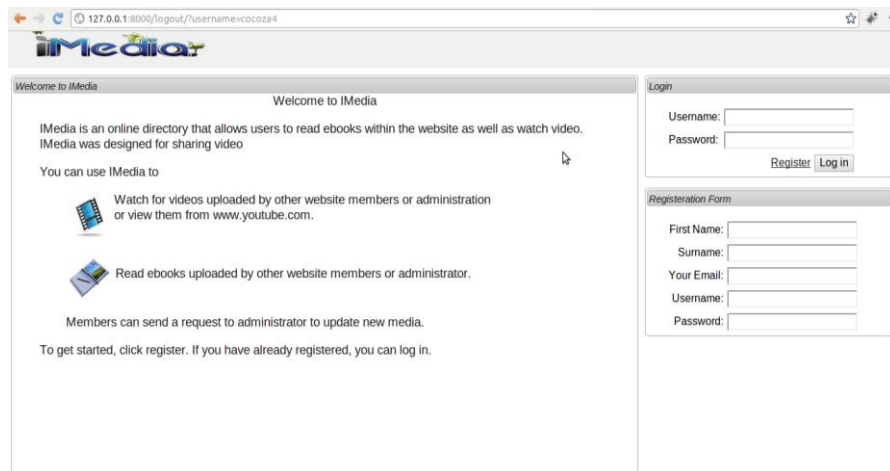 127.0.0.1:8000/logout/?username=cocoza4
iMedia
Welcome to IMedia
Welcome to IMedia
IMedia is an online directory that allows users to read ebooks within the website as well as watch video.
IMedia was designed for sharing video
You can use IMedia to
Watch for videos uploaded by other website members or administration
or view them from www.youtube.com.
Read ebooks uploaded by other website members or administrator.
Members can send a request to administrator to update new media.
To get started, click register. If you have already registered, you can log in.
Login
Username:
Password:
Register Log in
Registeration Form
First Name:
Surname:
Your Email:
Username:
Password: